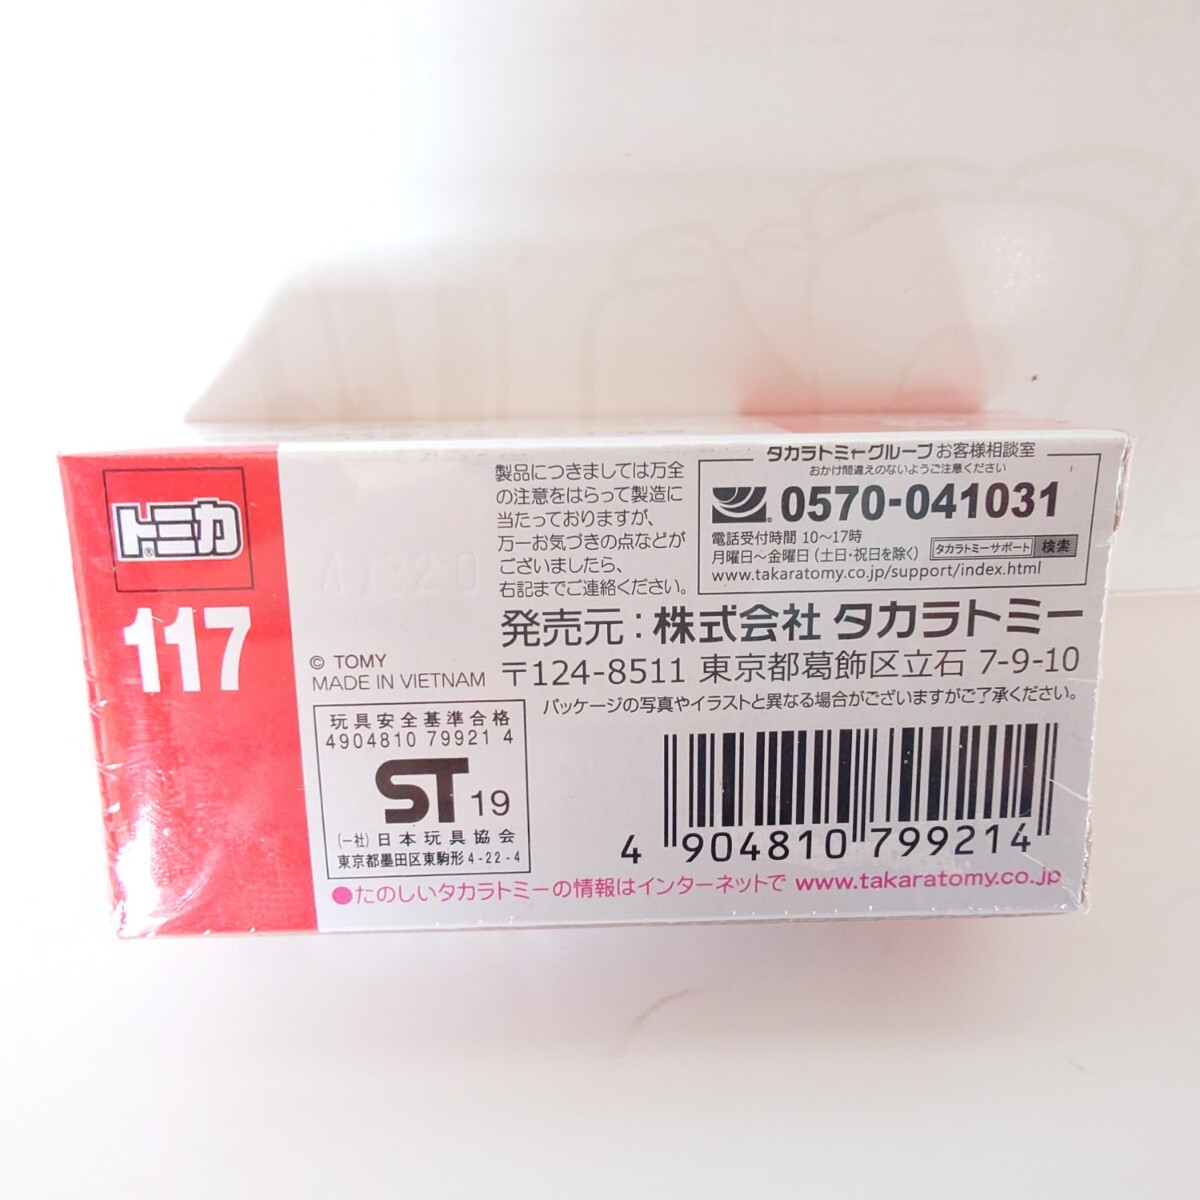 トミカ
®
117
© TOMY
MADE IN VIETNAM
製品につきましては万全
の注意をはらって製造に
当たっておりますが、
万一お気づきの点などが
ございましたら、
右記までご連絡ください。
タカラトミーグループ お客様相談室
おかけ間違えのないようご注意ください
0570-041031
電話受付時間 10〜17時
月曜日〜金曜日 (土日・祝日を除く)
タカラトミーサポート 検索
www.takaratomy.co.jp/support/index.html
発売元:株式会社 タカラトミー
〒124-8511 東京都葛飾区立石 7-9-10
パッケージの写真やイラストと異なる場合がございますがご了承ください。
玩具安全基準合格
4904810 79921 4
ST 19
(一社)日本玩具協会
東京都墨田区東駒形4-22-4
4 904810 799214
●たのしいタカラトミーの情報はインターネットで www.takaratomy.co.jp